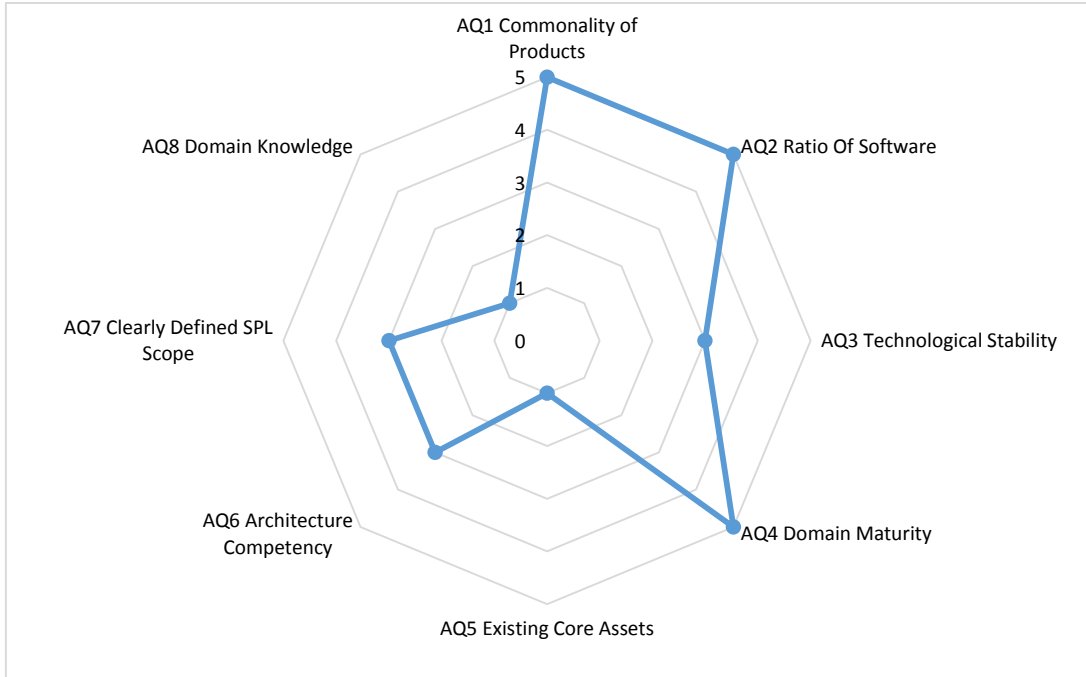 AQ1 Commonality of
Products
5
4
3
2
1
0
AQ2 Ratio Of Software
AQ3 Technological Stability
AQ4 Domain Maturity
AQ5 Existing Core Assets
AQ6 Architecture
Competency
AQ7 Clearly Defined SPL
Scope
AQ8 Domain Knowledge